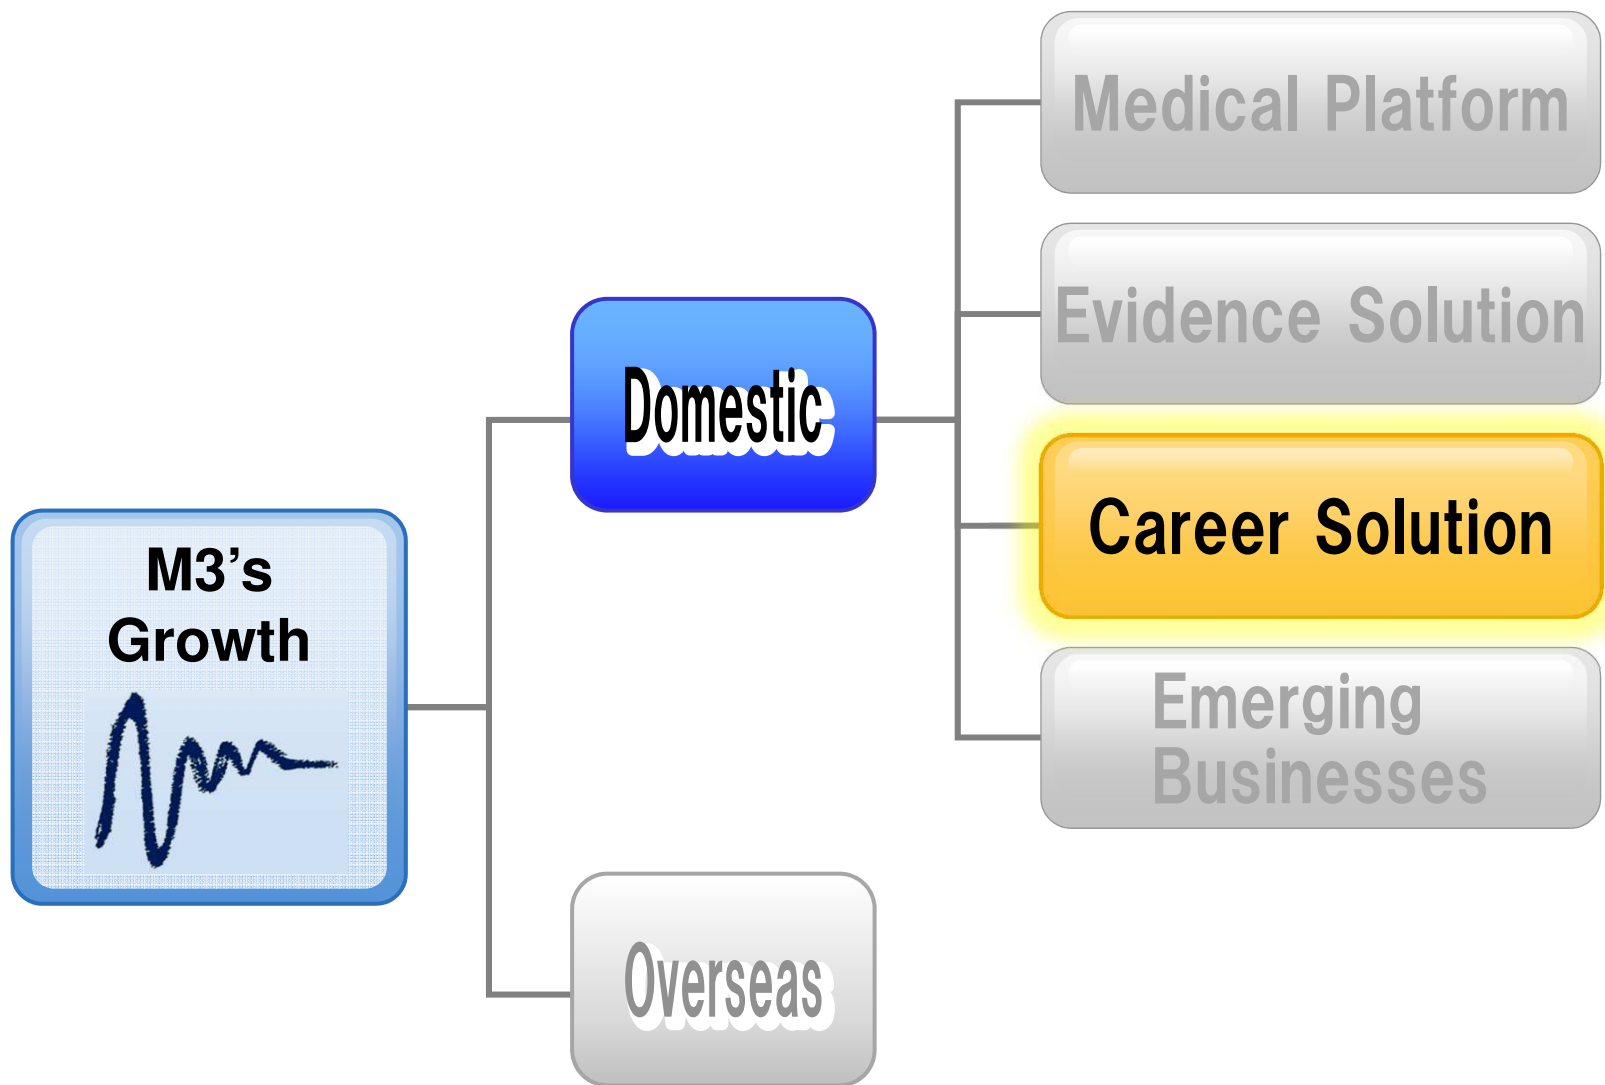 Medical Platform
Evidence Solution
Domestic
Career Solution
M3’s
Growth
Emerging
Businesses
Overseas